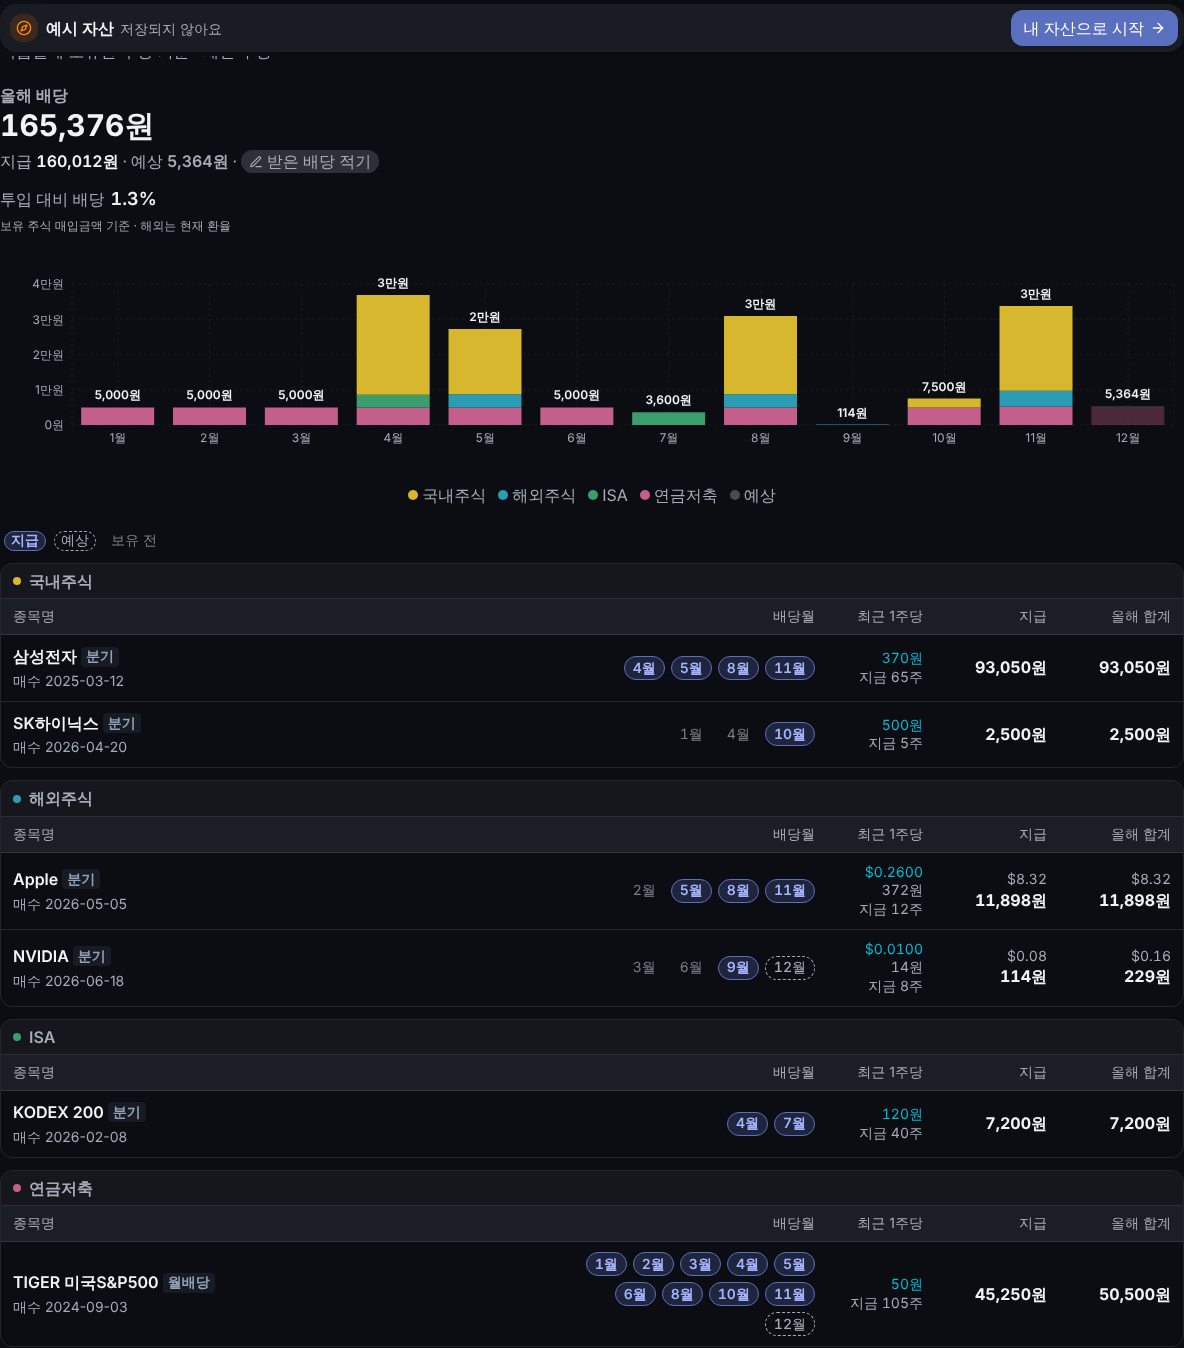 예시 자산 저장되지 않아요
내 자산으로 시작 →
올해 배당
165,376원
지급 160,012원 · 예상 5,364원 · 받은 배당 적기
투입 대비 배당 1.3%
보유 주식 매입금액 기준 · 해외는 현재 환율
4만원
3만원
2만원
1만원
0원
5,000원
5,000원
5,000원
3만원
2만원
5,000원
3,600원
3만원
114원
7,500원
3만원
5,364원
1월 2월 3월 4월 5월 6월 7월 8월 9월 10월 11월 12월
국내주식 해외주식 ISA 연금저축 예상
지급 예상 보유 전
국내주식
종목명 배당월 최근 1주당 지급 올해 합계
삼성전자 분기
매수 2025-03-12
4월 5월 8월 11월
370원
지금 65주
93,050원
93,050원
SK하이닉스 분기
매수 2026-04-20
1월 4월 10월
500원
지금 5주
2,500원
2,500원
해외주식
종목명 배당월 최근 1주당 지급 올해 합계
Apple 분기
매수 2026-05-05
2월 5월 8월 11월
$0.2600
372원
지금 12주
$8.32
11,898원
$8.32
11,898원
NVIDIA 분기
매수 2026-06-18
3월 6월 9월 12월
$0.0100
14원
지금 8주
$0.08
114원
$0.16
229원
ISA
종목명 배당월 최근 1주당 지급 올해 합계
KODEX 200 분기
매수 2026-02-08
4월 7월
120원
지금 40주
7,200원
7,200원
연금저축
종목명 배당월 최근 1주당 지급 올해 합계
TIGER 미국S&P500 월배당
매수 2024-09-03
1월 2월 3월 4월 5월
6월 8월 10월 11월
12월
50원
지금 105주
45,250원
50,500원